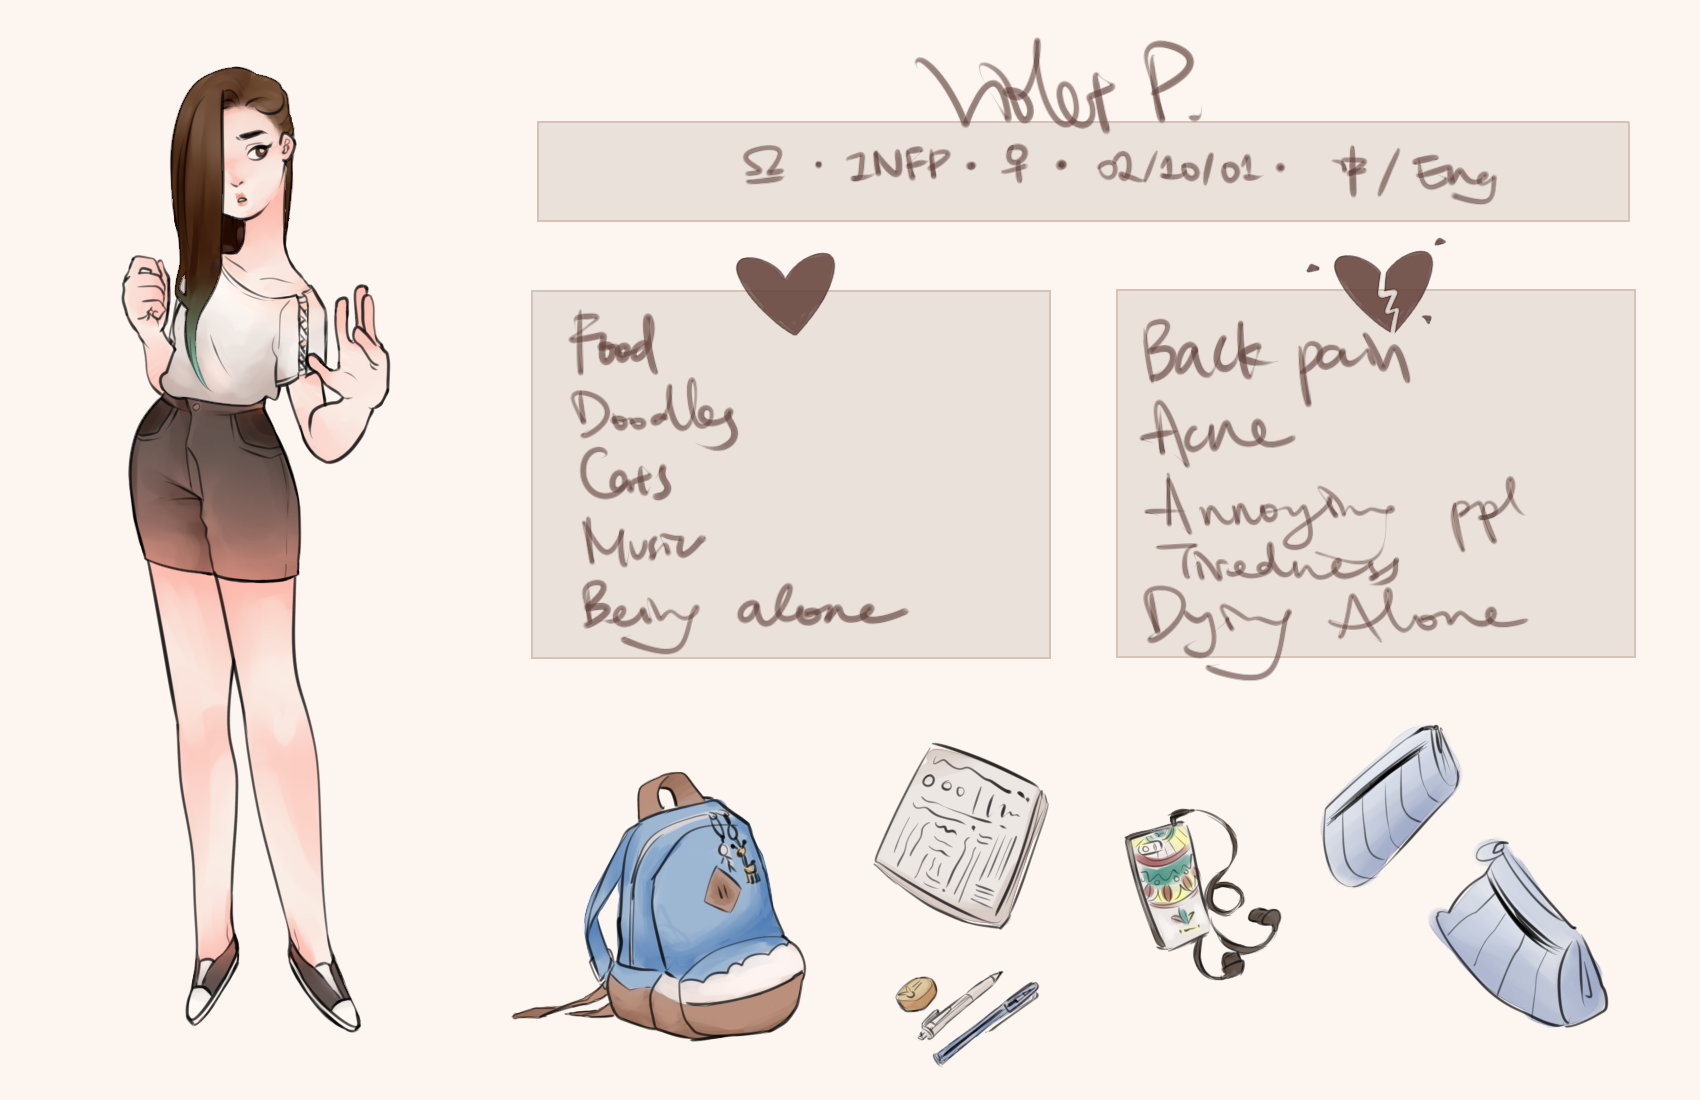 Violet P.
♎ · INFP · ♀ · 02/10/01 · 中 / Eng
Food
Doodles
Cats
Music
Being alone
Back pain
Acne
Annoying ppl
Tiredness
Dying Alone